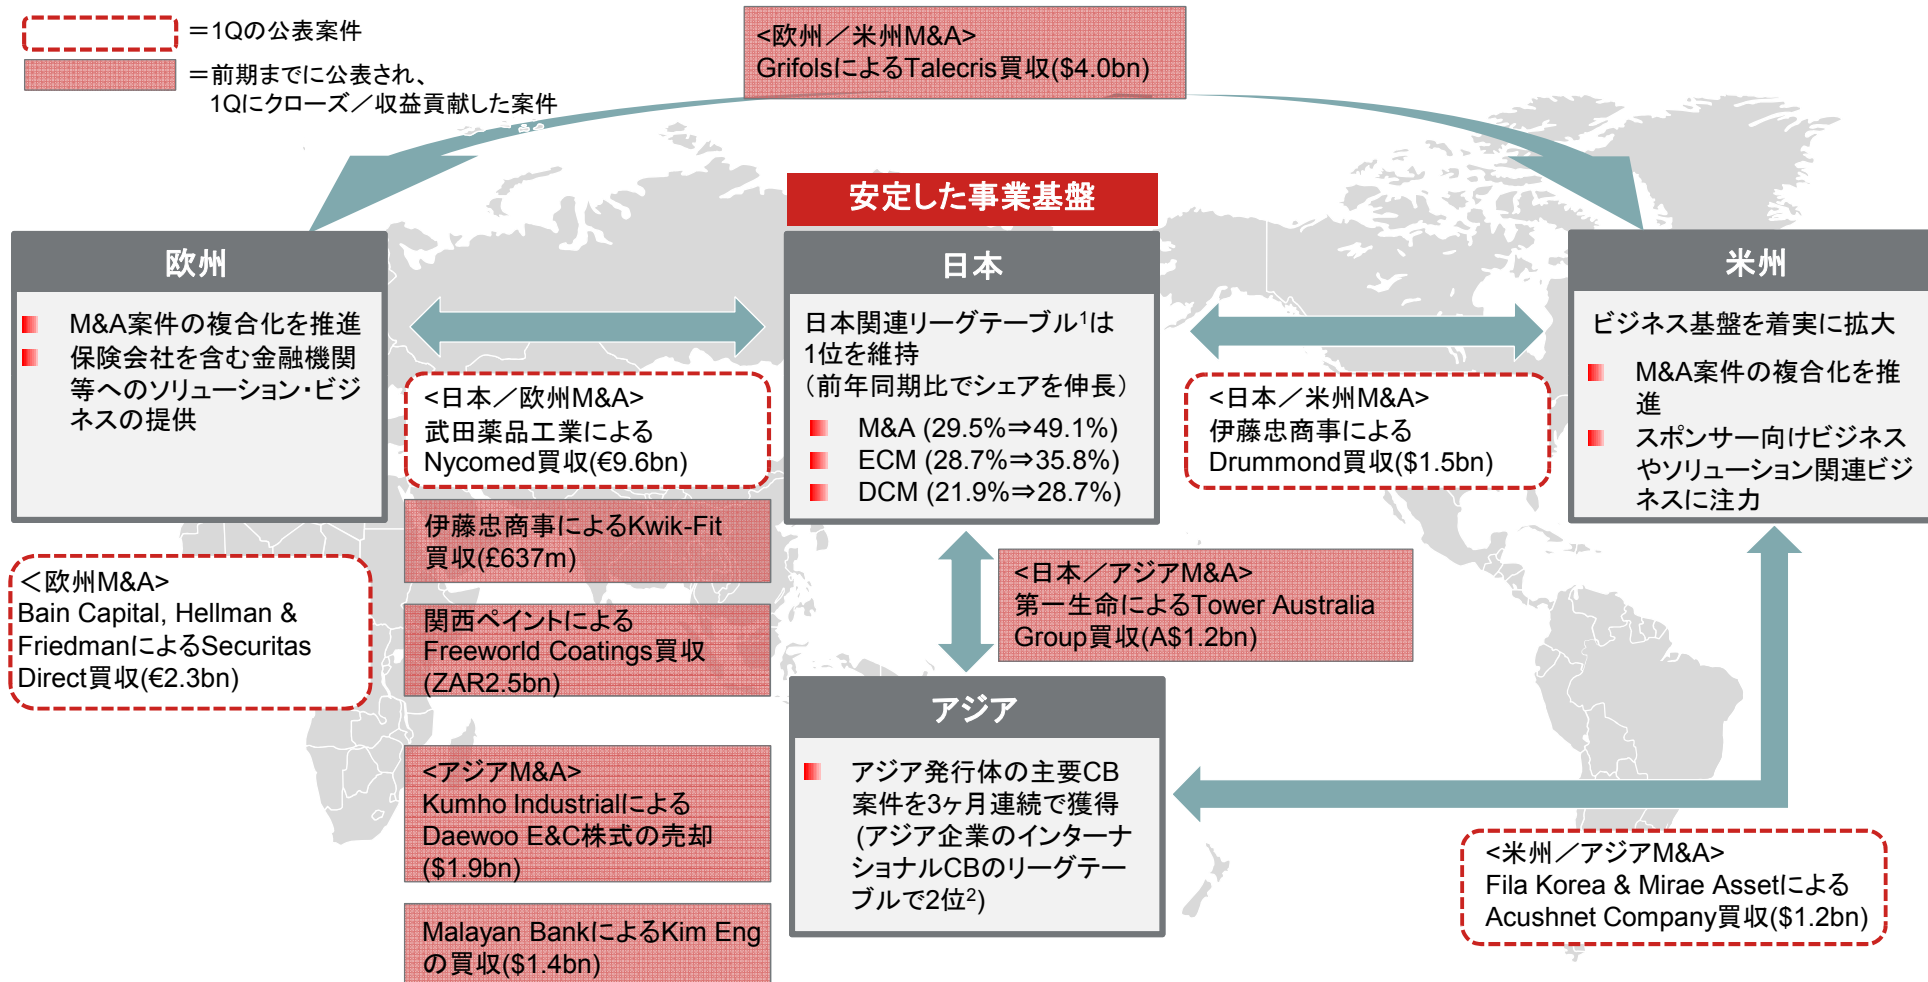 ＝1Qの公表案件
＝前期までに公表され、
1Qにクローズ／収益貢献した案件
<欧州／米州M&A>
GrifolsによるTalecris買収($4.0bn)
安定した事業基盤
欧州
M&A案件の複合化を推進
保険会社を含む金融機関
等へのソリューション・ビジ
ネスの提供
日本
日本関連リーグテーブル¹は
1位を維持
（前年同期比でシェアを伸長）
M&A (29.5%⇒49.1%)
ECM (28.7%⇒35.8%)
DCM (21.9%⇒28.7%)
米州
ビジネス基盤を着実に拡大
M&A案件の複合化を推
進
スポンサー向けビジネス
やソリューション関連ビジ
ネスに注力
<日本／欧州M&A>
武田薬品工業による
Nycomed買収(€9.6bn)
<日本／米州M&A>
伊藤忠商事による
Drummond買収($1.5bn)
伊藤忠商事によるKwik-Fit
買収(£637m)
関西ペイントによる
Freeworld Coatings買収
(ZAR2.5bn)
＜欧州M&A>
Bain Capital, Hellman &
FriedmanによるSecuritas
Direct買収(€2.3bn)
<日本／アジアM&A>
第一生命によるTower Australia
Group買収(A$1.2bn)
<アジアM&A>
Kumho Industrialによる
Daewoo E&C株式の売却
($1.9bn)
Malayan BankによるKim Eng
の買収($1.4bn)
アジア
アジア発行体の主要CB
案件を3ヶ月連続で獲得
(アジア企業のインターナ
ショナルCBのリーグテー
ブルで2位²)
<米州／アジアM&A>
Fila Korea & Mirae Assetによる
Acushnet Company買収($1.2bn)